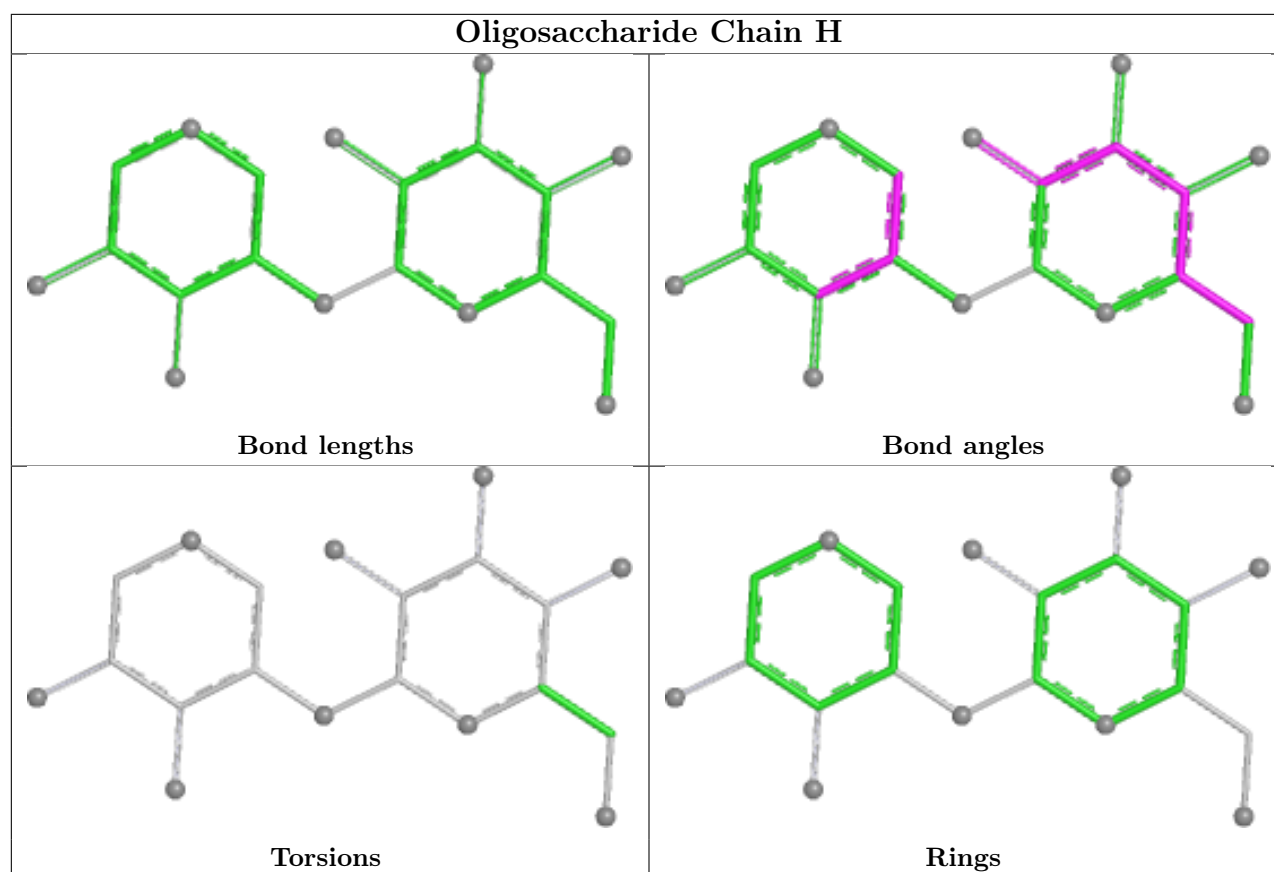 Oligosaccharide Chain H
Bond lengths
Bond angles
Torsions
Rings